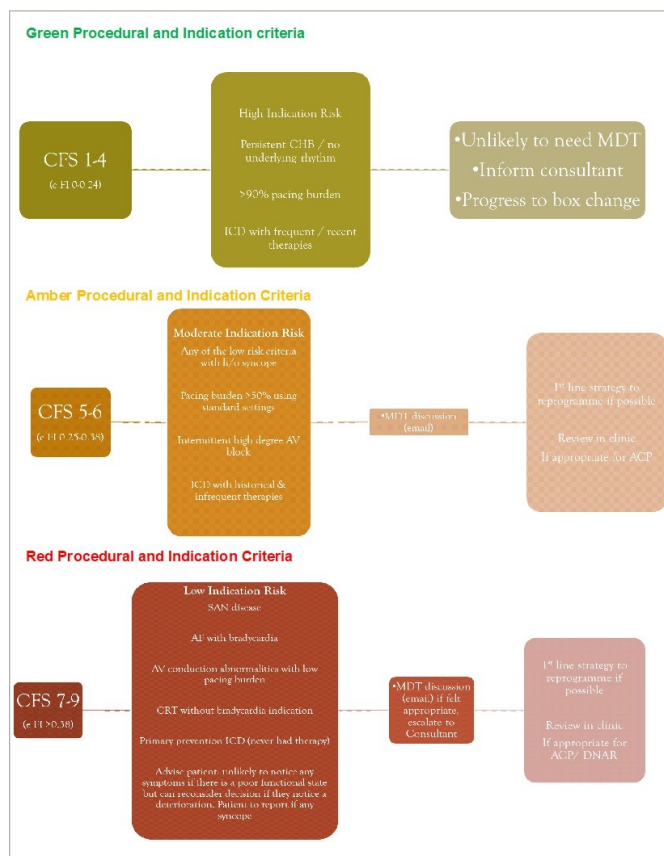 Green Procedural and Indication criteria
CFS 1-4
(e FI 0-0.24)
High Indication Risk
Persistent CHB / no
underlying rhythm
>90% pacing burden
ICD with frequent / recent
therapies
•Unlikely to need MDT
•Inform consultant
•Progress to box change
Amber Procedural and Indication Criteria
CFS 5-6
(e FI 0.25-0.38)
Moderate Indication Risk
Any of the low risk criteria
with h/o syncope
Pacing burden >50% using
standard settings
Intermittent high degree AV
block
ICD with historical &
infrequent therapies
•MDT discussion
(email)
1st line strategy to
reprogramme if possible
Review in clinic
If appropriate for ACP
Red Procedural and Indication Criteria
CFS 7-9
(e FI >0.38)
Low Indication Risk
SAN disease
AF with bradycardia
AV conduction abnormalities with low
pacing burden
CRT without bradycardia indication
Primary prevention ICD (never had therapy)
Advise patient: unlikely to notice any
symptoms if there is a poor functional state
but can reconsider decision if they notice a
deterioration. Patient to report if any
syncope
•MDT discussion
(email) if felt
appropriate,
escalate to
Consultant
1st line strategy to
reprogramme if
possible
Review in clinic
If appropriate for
ACP/ DNAR